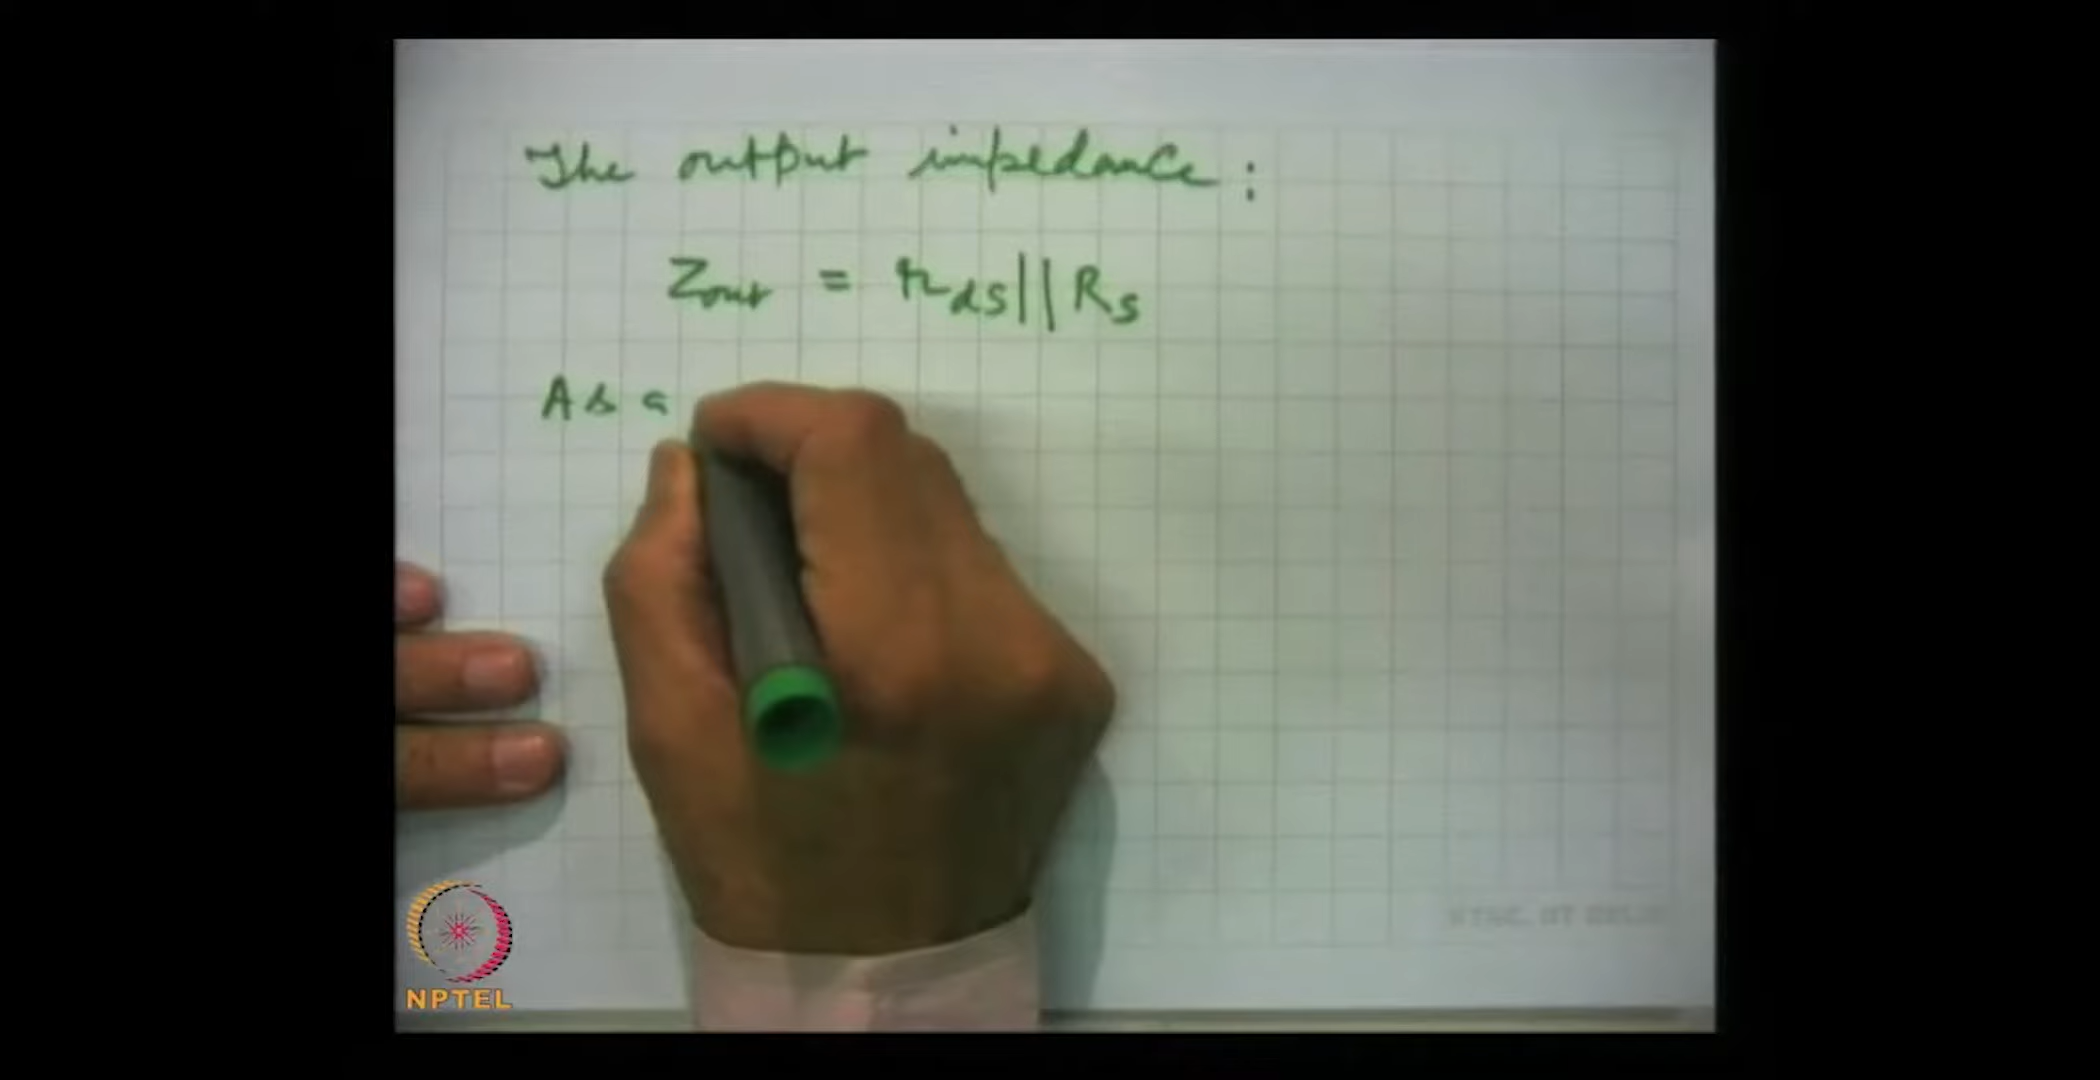 The output impedance :
Zout = rds||Rs
As a
NPTEL